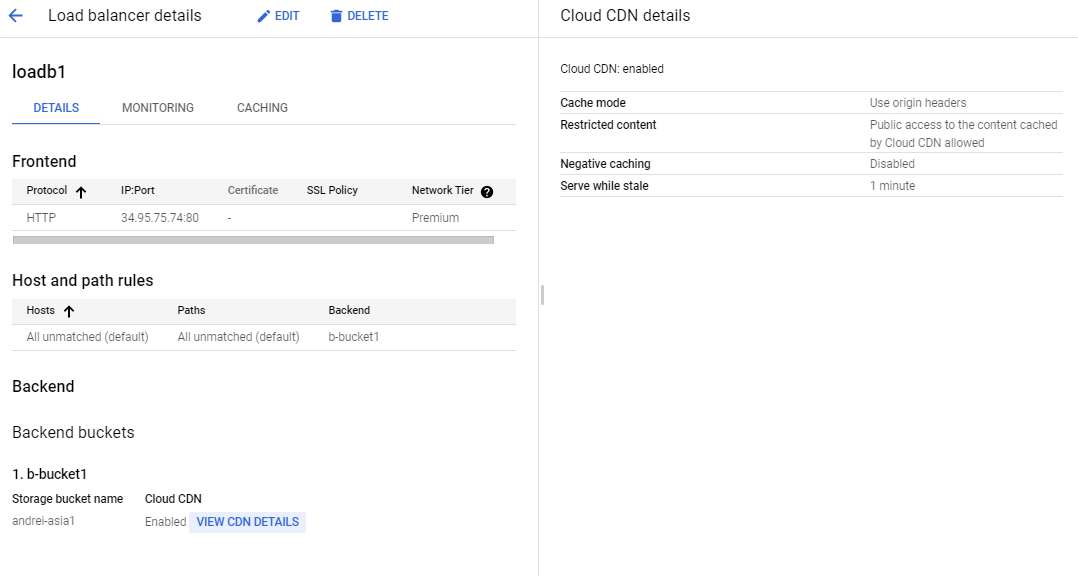 Load balancer details EDIT DELETE
loadb1
DETAILS MONITORING CACHING
Frontend
Protocol IP:Port Certificate SSL Policy Network Tier ?
HTTP 34.95.75.74:80 - Premium
Host and path rules
Hosts Paths Backend
All unmatched (default) All unmatched (default) b-bucket1
Backend
Backend buckets
1. b-bucket1
Storage bucket name Cloud CDN
andrei-asia1 Enabled VIEW CDN DETAILS
Cloud CDN details
Cloud CDN: enabled
Cache mode Use origin headers
Restricted content Public access to the content cached
by Cloud CDN allowed
Negative caching Disabled
Serve while stale 1 minute